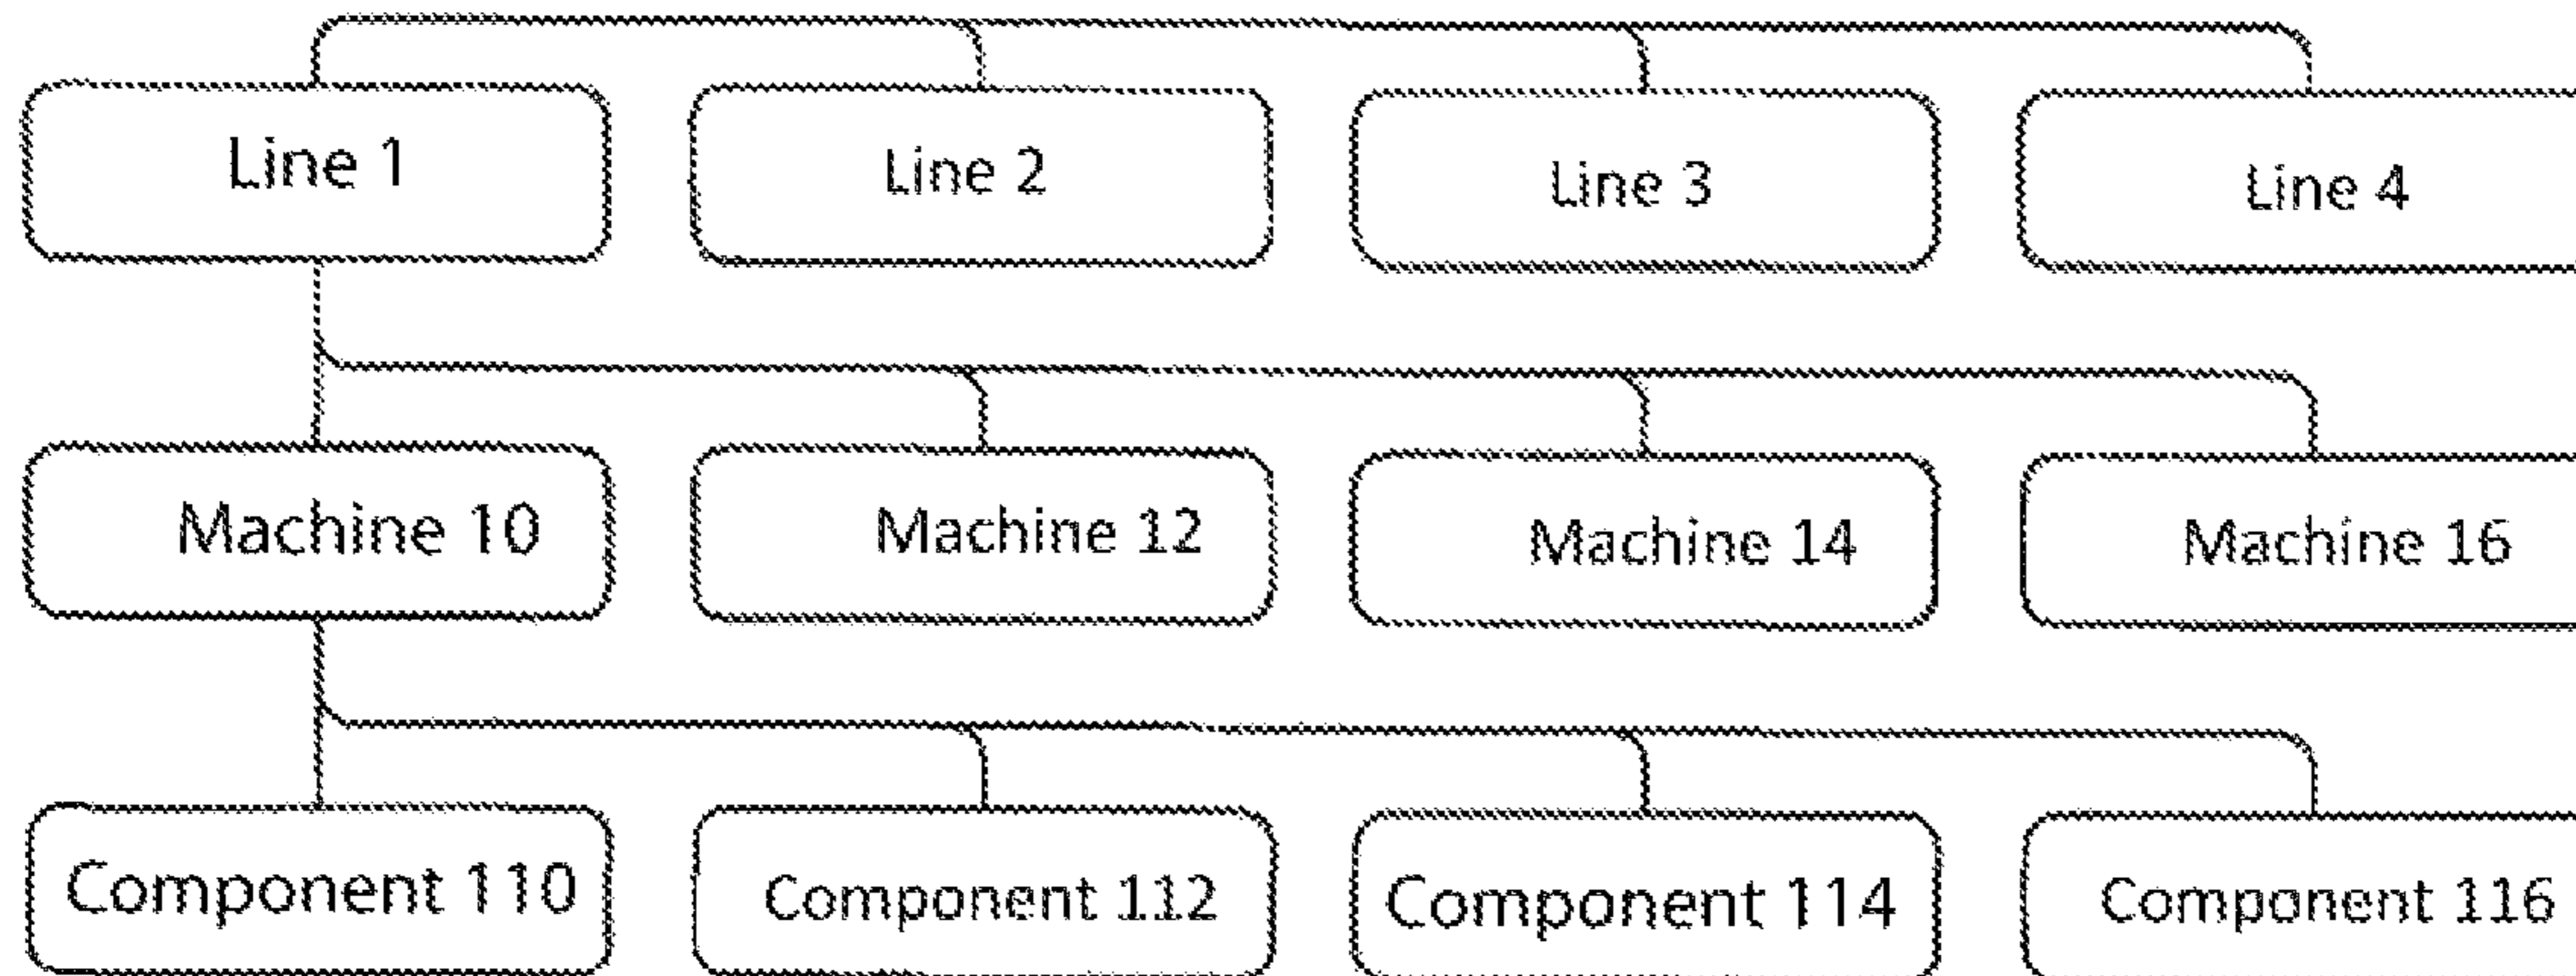 Line 1
Line 2
Line 3
Line 4
Machine 10
Machine 12
Machine 14
Machine 16
Component 110
Component 112
Component 114
Component 116